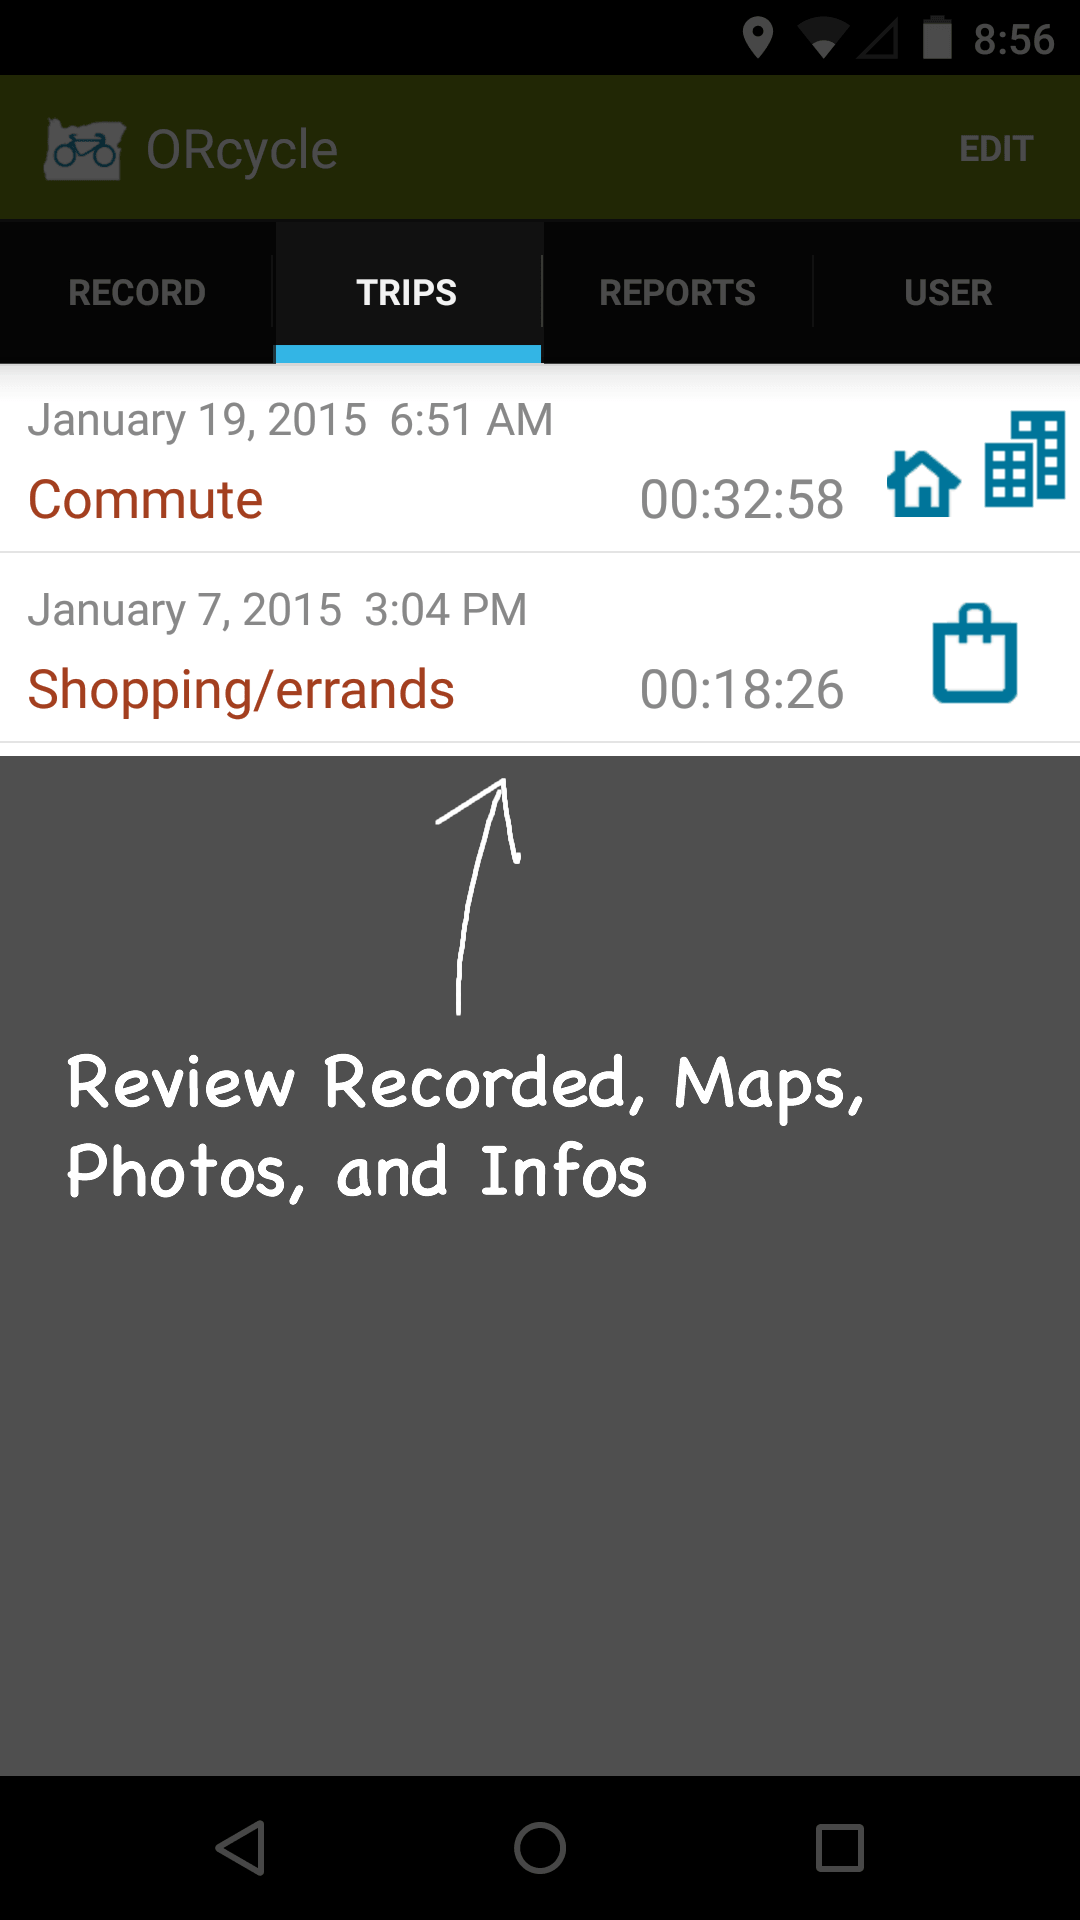 8:56
ORcycle EDIT
RECORD TRIPS REPORTS USER
January 19, 2015 6:51 AM
Commute 00:32:58
January 7, 2015 3:04 PM
Shopping/errands 00:18:26
Review Recorded, Maps,
Photos, and Infos